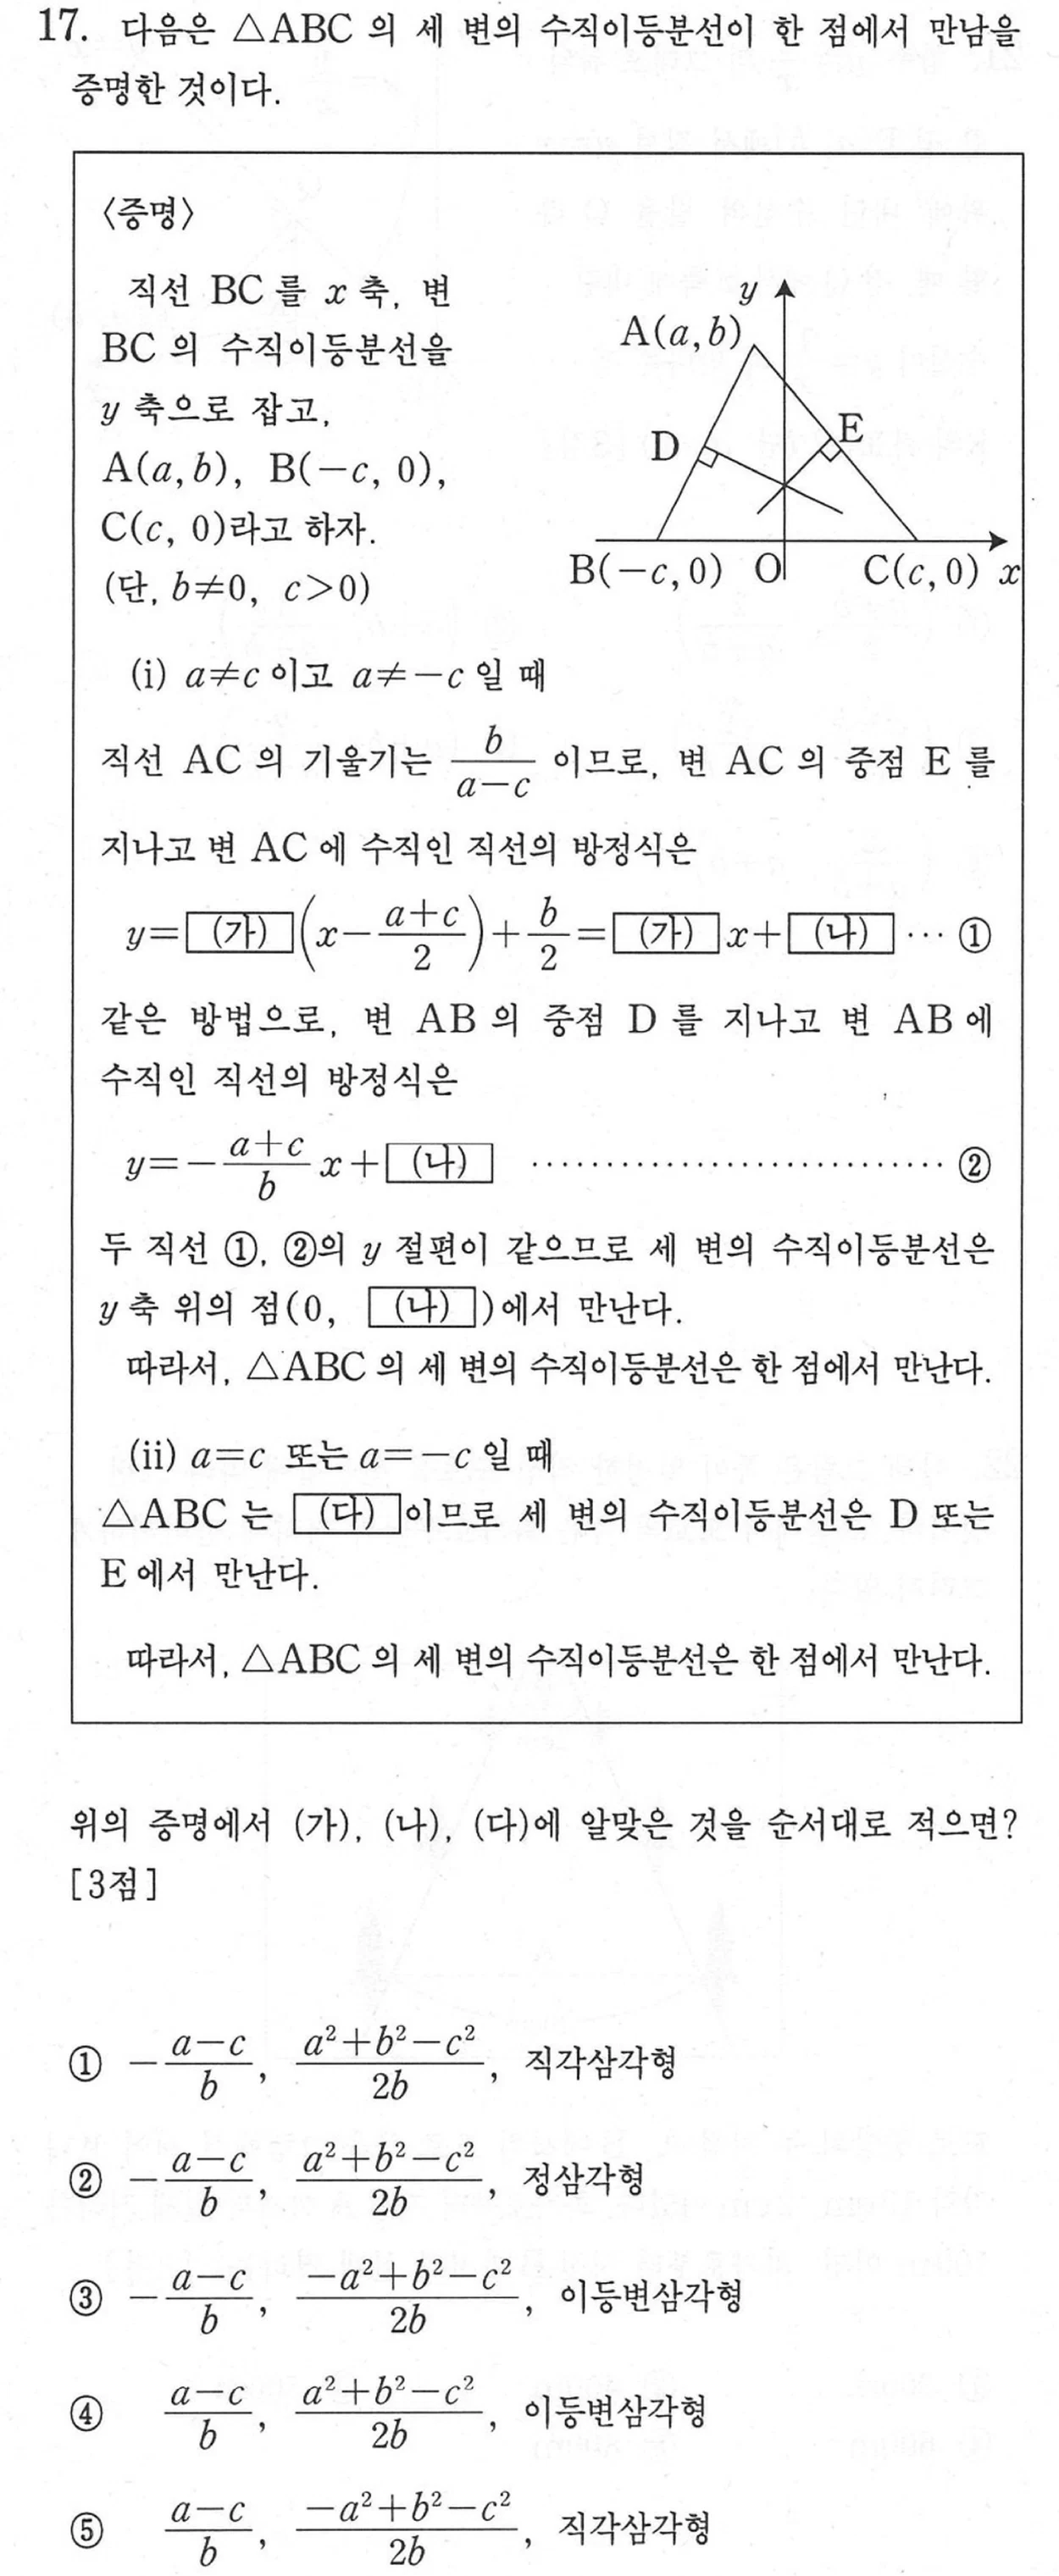 17. 다음은 △ABC 의 세 변의 수직이등분선이 한 점에서 만남을
증명한 것이다.
〈증명〉
직선 BC를 x 축, 변
BC 의 수직이등분선을
y 축으로 잡고,
A(a, b), B(−c, 0),
C(c, 0)라고 하자.
(단, b≠0, c>0)
y
A(a, b)
D
E
B(−c, 0) O C(c, 0) x
(i) a≠c 이고 a≠−c 일 때
직선 AC 의 기울기는 b/(a−c) 이므로, 변 AC 의 중점 E 를
지나고 변 AC 에 수직인 직선의 방정식은
y= (가) (x−(a+c)/2)+b/2= (가) x+ (나) … ①
같은 방법으로, 변 AB 의 중점 D 를 지나고 변 AB 에
수직인 직선의 방정식은
y=−(a+c)/b x+ (나) ………………………… ②
두 직선 ①, ②의 y 절편이 같으므로 세 변의 수직이등분선은
y 축 위의 점(0, (나) )에서 만난다.
따라서, △ABC 의 세 변의 수직이등분선은 한 점에서 만난다.
(ii) a=c 또는 a=−c 일 때
△ABC 는 (다) 이므로 세 변의 수직이등분선은 D 또는
E 에서 만난다.
따라서, △ABC 의 세 변의 수직이등분선은 한 점에서 만난다.
위의 증명에서 (가), (나), (다)에 알맞은 것을 순서대로 적으면?
[3점]
① −(a−c)/b, (a²+b²−c²)/2b, 직각삼각형
② −(a−c)/b, (a²+b²−c²)/2b, 정삼각형
③ −(a−c)/b, (−a²+b²−c²)/2b, 이등변삼각형
④ (a−c)/b, (a²+b²−c²)/2b, 이등변삼각형
⑤ (a−c)/b, (−a²+b²−c²)/2b, 직각삼각형